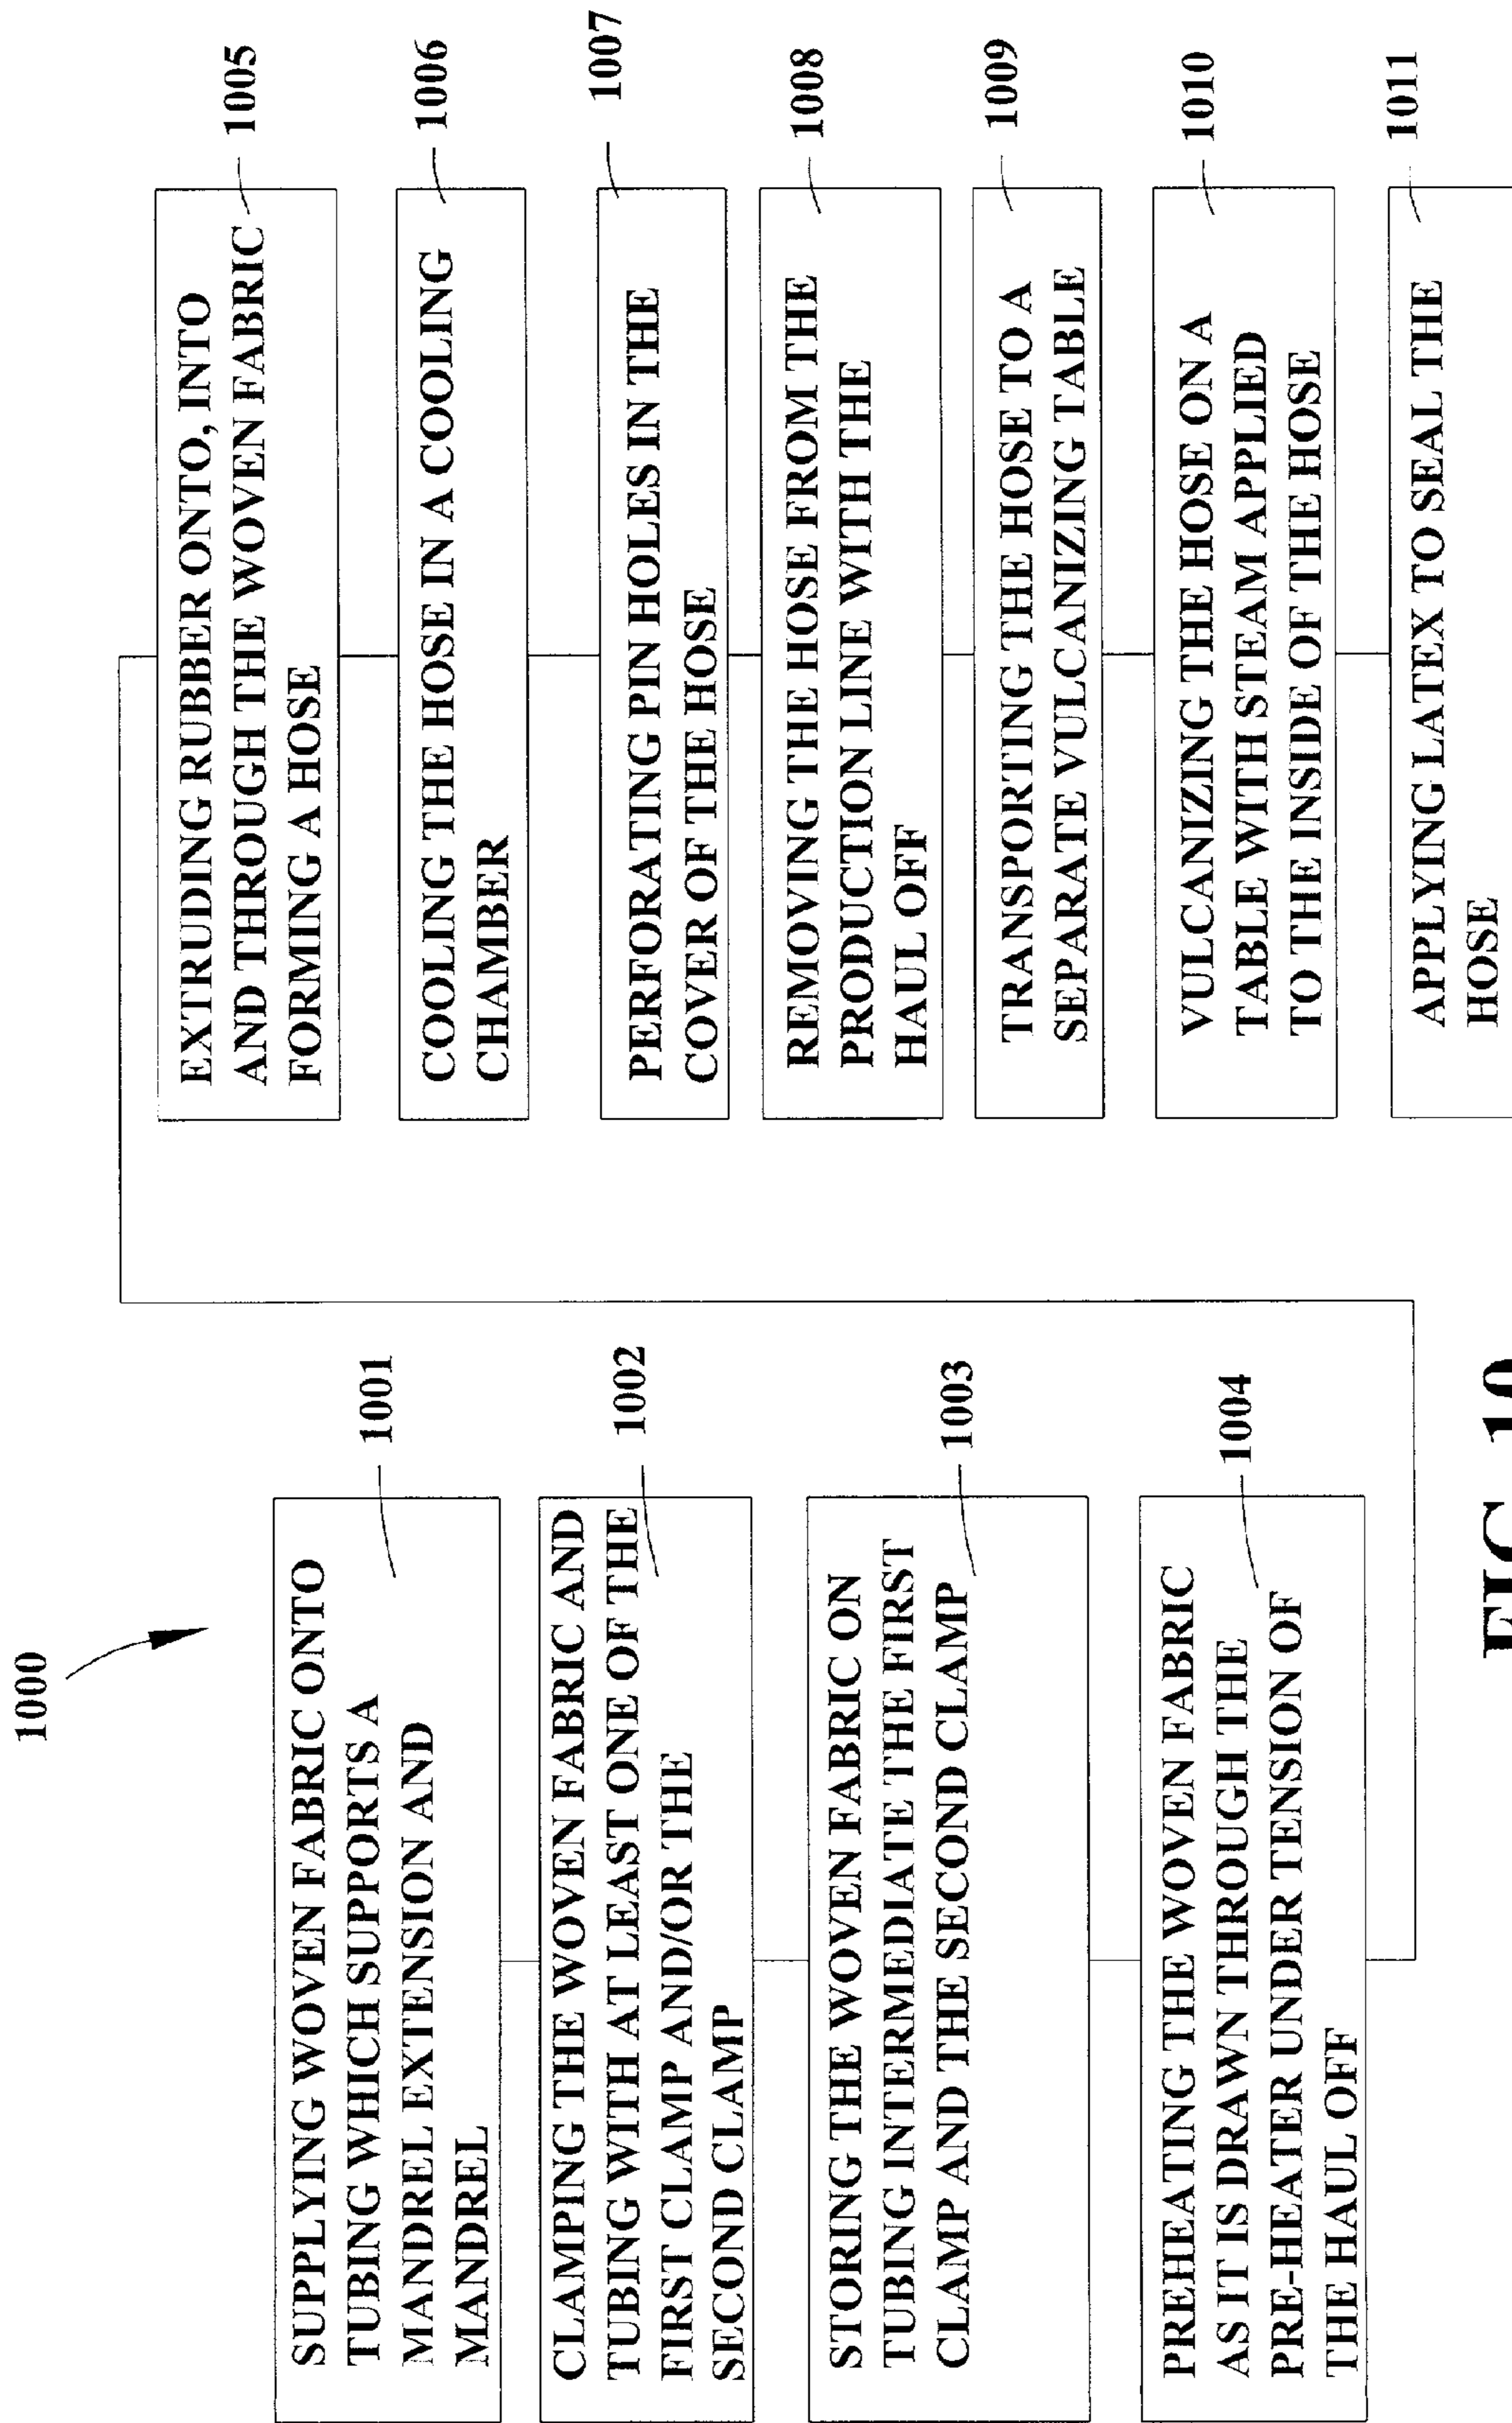 1000
SUPPLYING WOVEN FABRIC ONTO
TUBING WHICH SUPPORTS A
MANDREL EXTENSION AND
MANDREL
1001
CLAMPING THE WOVEN FABRIC AND
TUBING WITH AT LEAST ONE OF THE
FIRST CLAMP AND/OR THE
SECOND CLAMP
1002
STORING THE WOVEN FABRIC ON
TUBING INTERMEDIATE THE FIRST
CLAMP AND THE SECOND CLAMP
1003
PREHEATING THE WOVEN FABRIC
AS IT IS DRAWN THROUGH THE
PRE-HEATER UNDER TENSION OF
THE HAUL OFF
1004
EXTRUDING RUBBER ONTO, INTO
AND THROUGH THE WOVEN FABRIC
FORMING A HOSE
1005
COOLING THE HOSE IN A COOLING
CHAMBER
1006
PERFORATING PIN HOLES IN THE
COVER OF THE HOSE
1007
REMOVING THE HOSE FROM THE
PRODUCTION LINE WITH THE
HAUL OFF
1008
TRANSPORTING THE HOSE TO A
SEPARATE VULCANIZING TABLE
1009
VULCANIZING THE HOSE ON A
TABLE WITH STEAM APPLIED
TO THE INSIDE OF THE HOSE
1010
APPLYING LATEX TO SEAL THE
HOSE
1011
FIG 10